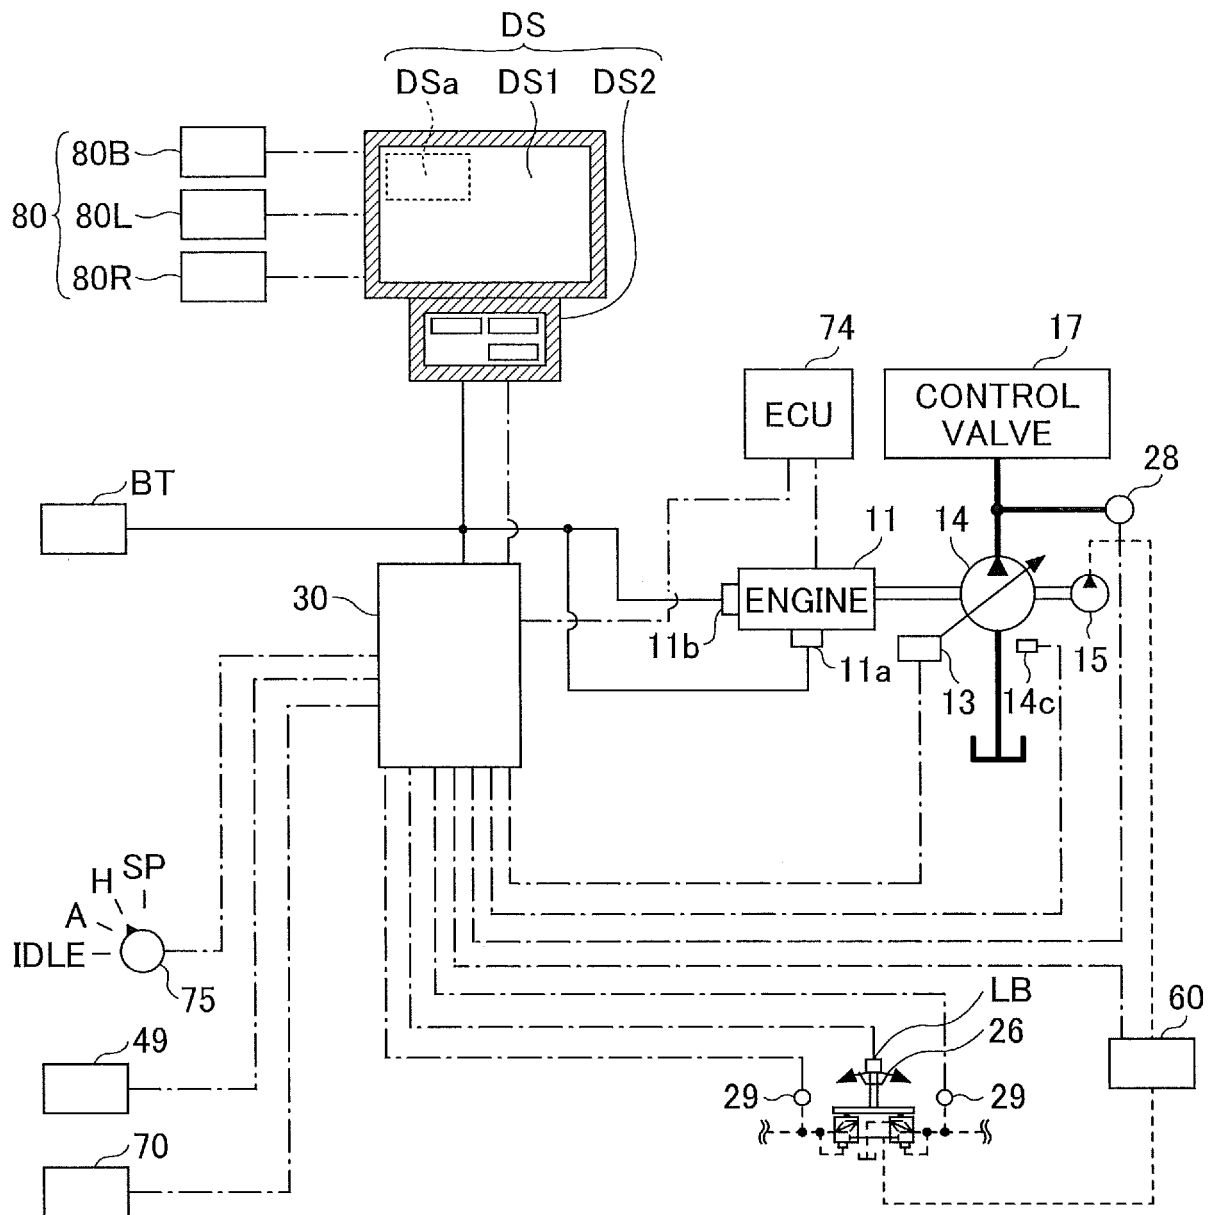 DS
DSa DS1 DS2
80B
80 80L
80R
74 17
ECU
CONTROL
VALVE
BT
28
11 14
30
ENGINE
11b
11a 13 14c 15
SP
H
A
IDLE
75
LB
60
49
26
29 29
70